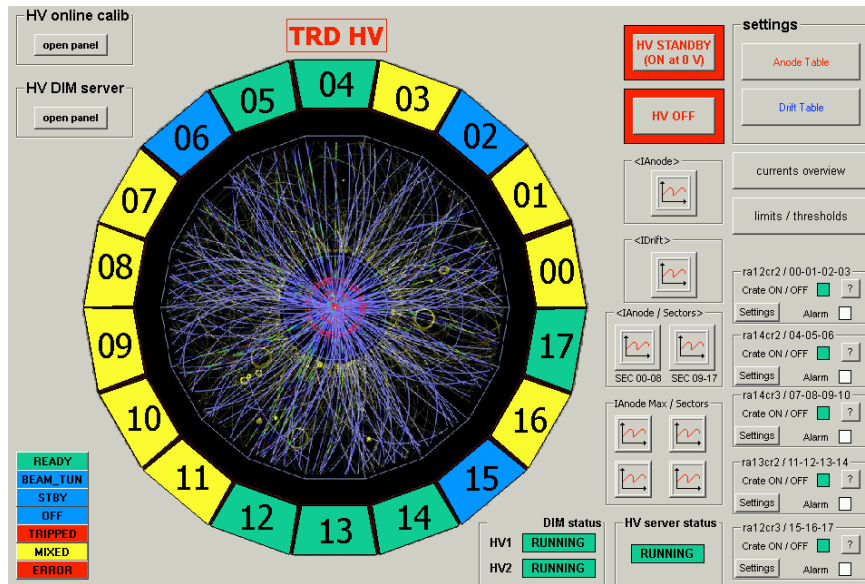 HV online calib
open panel
HV DIM server
open panel
TRD HV
04
03
02
01
00
17
16
15
14
13
12
11
10
09
08
07
06
05
READY
BEAM_TUN
STBY
OFF
TRIPPED
MIXED
ERROR
HV STANDBY
(ON at 0 V)
HV OFF
<IAnode>
<IDrift>
<IAnode / Sectors>
SEC 00-08 SEC 09-17
IAnode Max / Sectors
DIM status
HV1 RUNNING
HV2 RUNNING
HV server status
RUNNING
settings
Anode Table
Drift Table
currents overview
limits / thresholds
ra12cr2 / 00-01-02-03
Crate ON / OFF ?
Settings Alarm
ra14cr2 / 04-05-06
Crate ON / OFF ?
Settings Alarm
ra14cr3 / 07-08-09-10
Crate ON / OFF ?
Settings Alarm
ra13cr2 / 11-12-13-14
Crate ON / OFF ?
Settings Alarm
ra12cr3 / 15-16-17
Crate ON / OFF ?
Settings Alarm